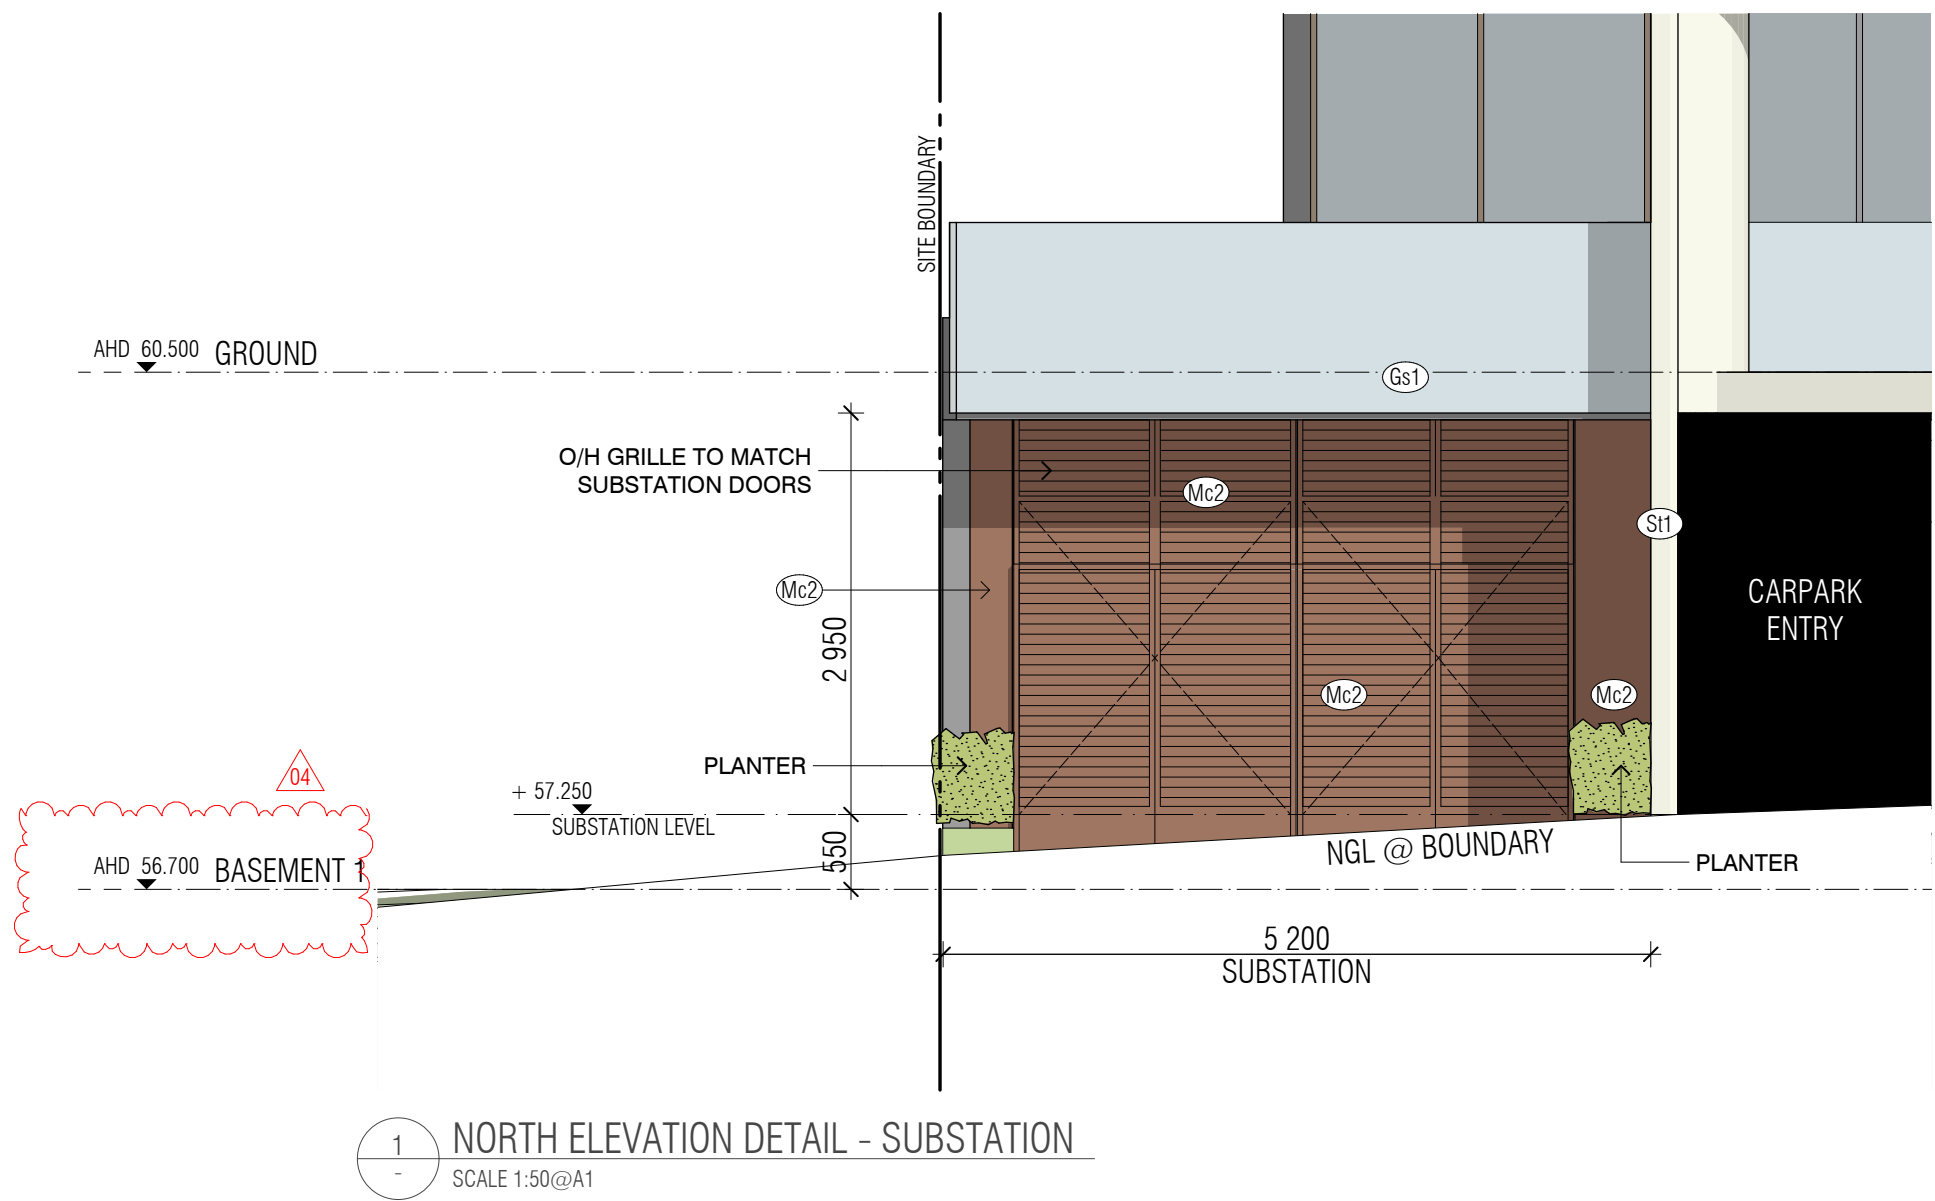 SITE BOUNDARY
AHD 60.500 GROUND
Gs1
O/H GRILLE TO MATCH
SUBSTATION DOORS
Mc2
St1
Mc2
CARPARK
ENTRY
2 950
Mc2
Mc2
PLANTER
04
+ 57.250
SUBSTATION LEVEL
550
NGL @ BOUNDARY
PLANTER
AHD 56.700 BASEMENT 1
5 200
SUBSTATION
1
-
NORTH ELEVATION DETAIL - SUBSTATION
SCALE 1:50@A1